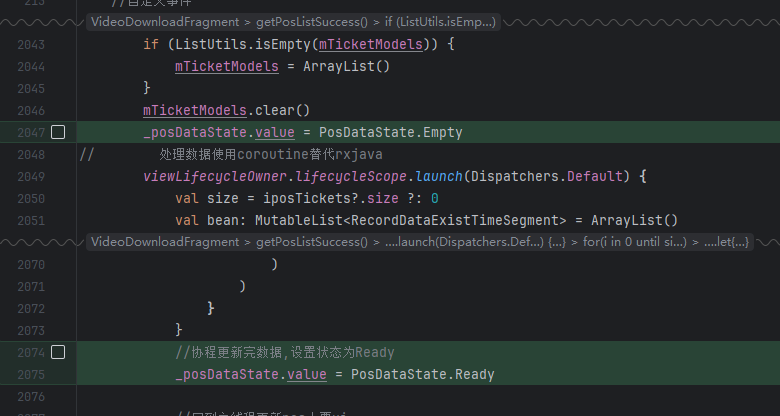 213 //自定义事件
VideoDownloadFragment > getPosListSuccess() > if (ListUtils.isEmp...)
2043 if (ListUtils.isEmpty(mTicketModels)) {
2044 mTicketModels = ArrayList()
2045 }
2046 mTicketModels.clear()
2047 _posDataState.value = PosDataState.Empty
2048 // 处理数据使用coroutine替代rxjava
2049 viewLifecycleOwner.lifecycleScope.launch(Dispatchers.Default) {
2050 val size = iposTickets?.size ?: 0
2051 val bean: MutableList<RecordDataExistTimeSegment> = ArrayList()
VideoDownloadFragment > getPosListSuccess() > ....launch(Dispatchers.Def...) {...} > for(i in 0 until si...) > ....let{...}
2070 )
2071 )
2072 }
2073 }
2074 //协程更新完数据,设置状态为Ready
2075 _posDataState.value = PosDataState.Ready
2076